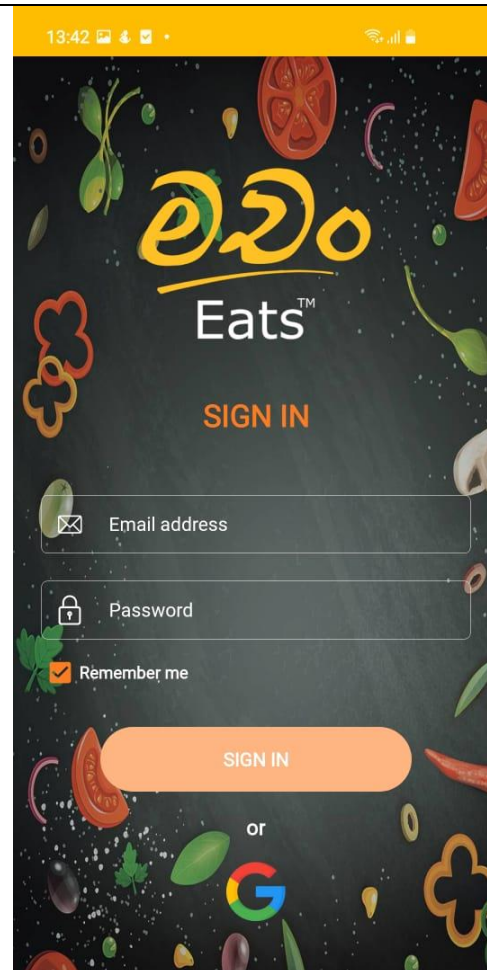 13:42
මචං
Eats™
SIGN IN
Email address
Password
Remember me
SIGN IN
or